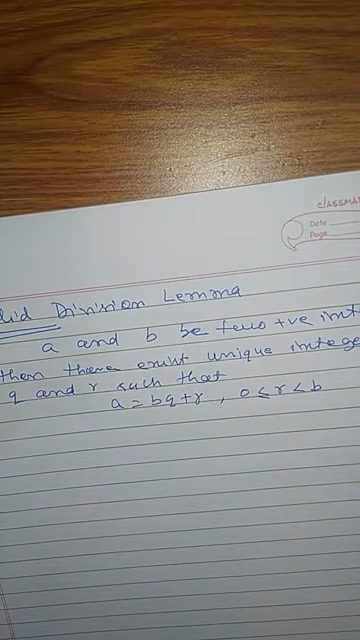 CLASSMA
Date
Page
lid Division Lemma
a and b be two +ve int
then there exist unique intege
q and r such that
a = bq + r , 0 ≤ r < b